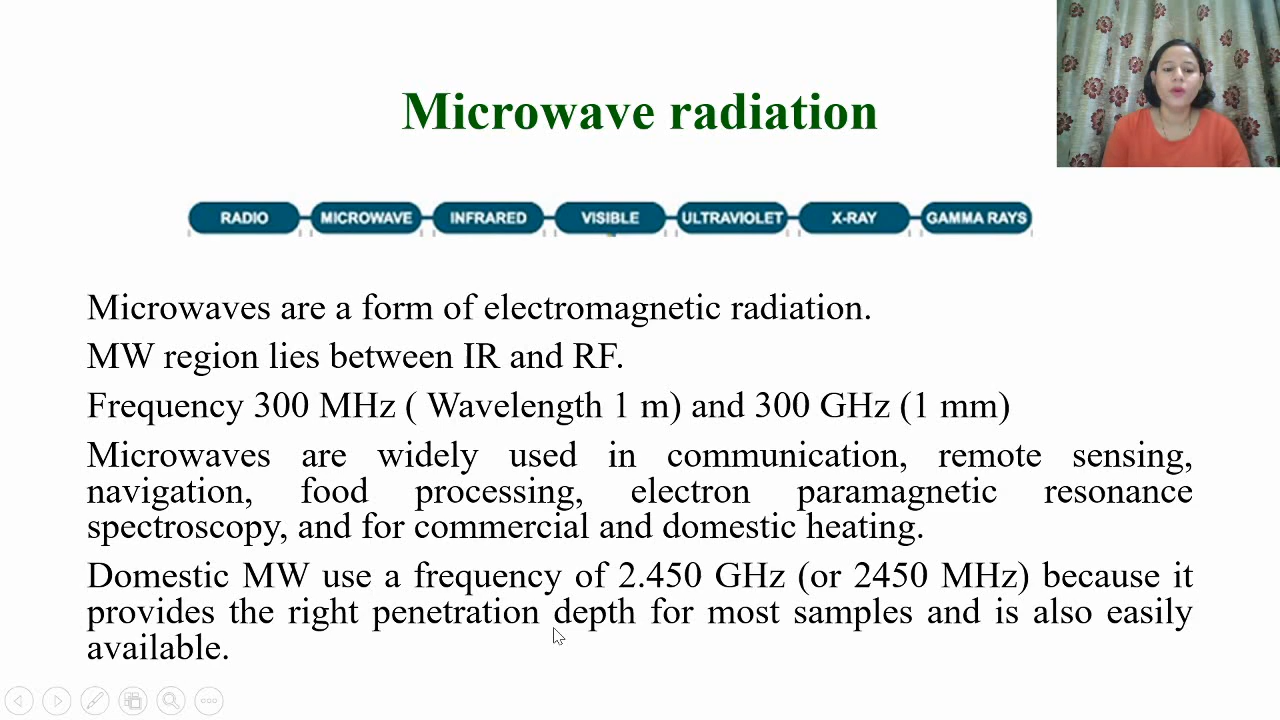 Microwave radiation
RADIO MICROWAVE INFRARED VISIBLE ULTRAVIOLET X-RAY GAMMA RAYS
Microwaves are a form of electromagnetic radiation.
MW region lies between IR and RF.
Frequency 300 MHz ( Wavelength 1 m) and 300 GHz (1 mm)
Microwaves are widely used in communication, remote sensing,
navigation, food processing, electron paramagnetic resonance
spectroscopy, and for commercial and domestic heating.
Domestic MW use a frequency of 2.450 GHz (or 2450 MHz) because it
provides the right penetration depth for most samples and is also easily
available.